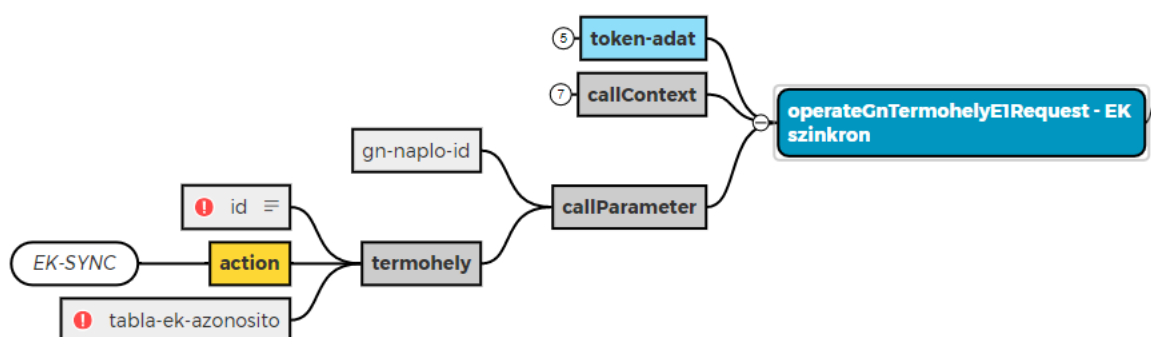 5
token-adat
7
callContext
operateGnTermohelyE1Request - EK
szinkron
gn-naplo-id
callParameter
id
EK-SYNC
action
termohely
tabla-ek-azonosito